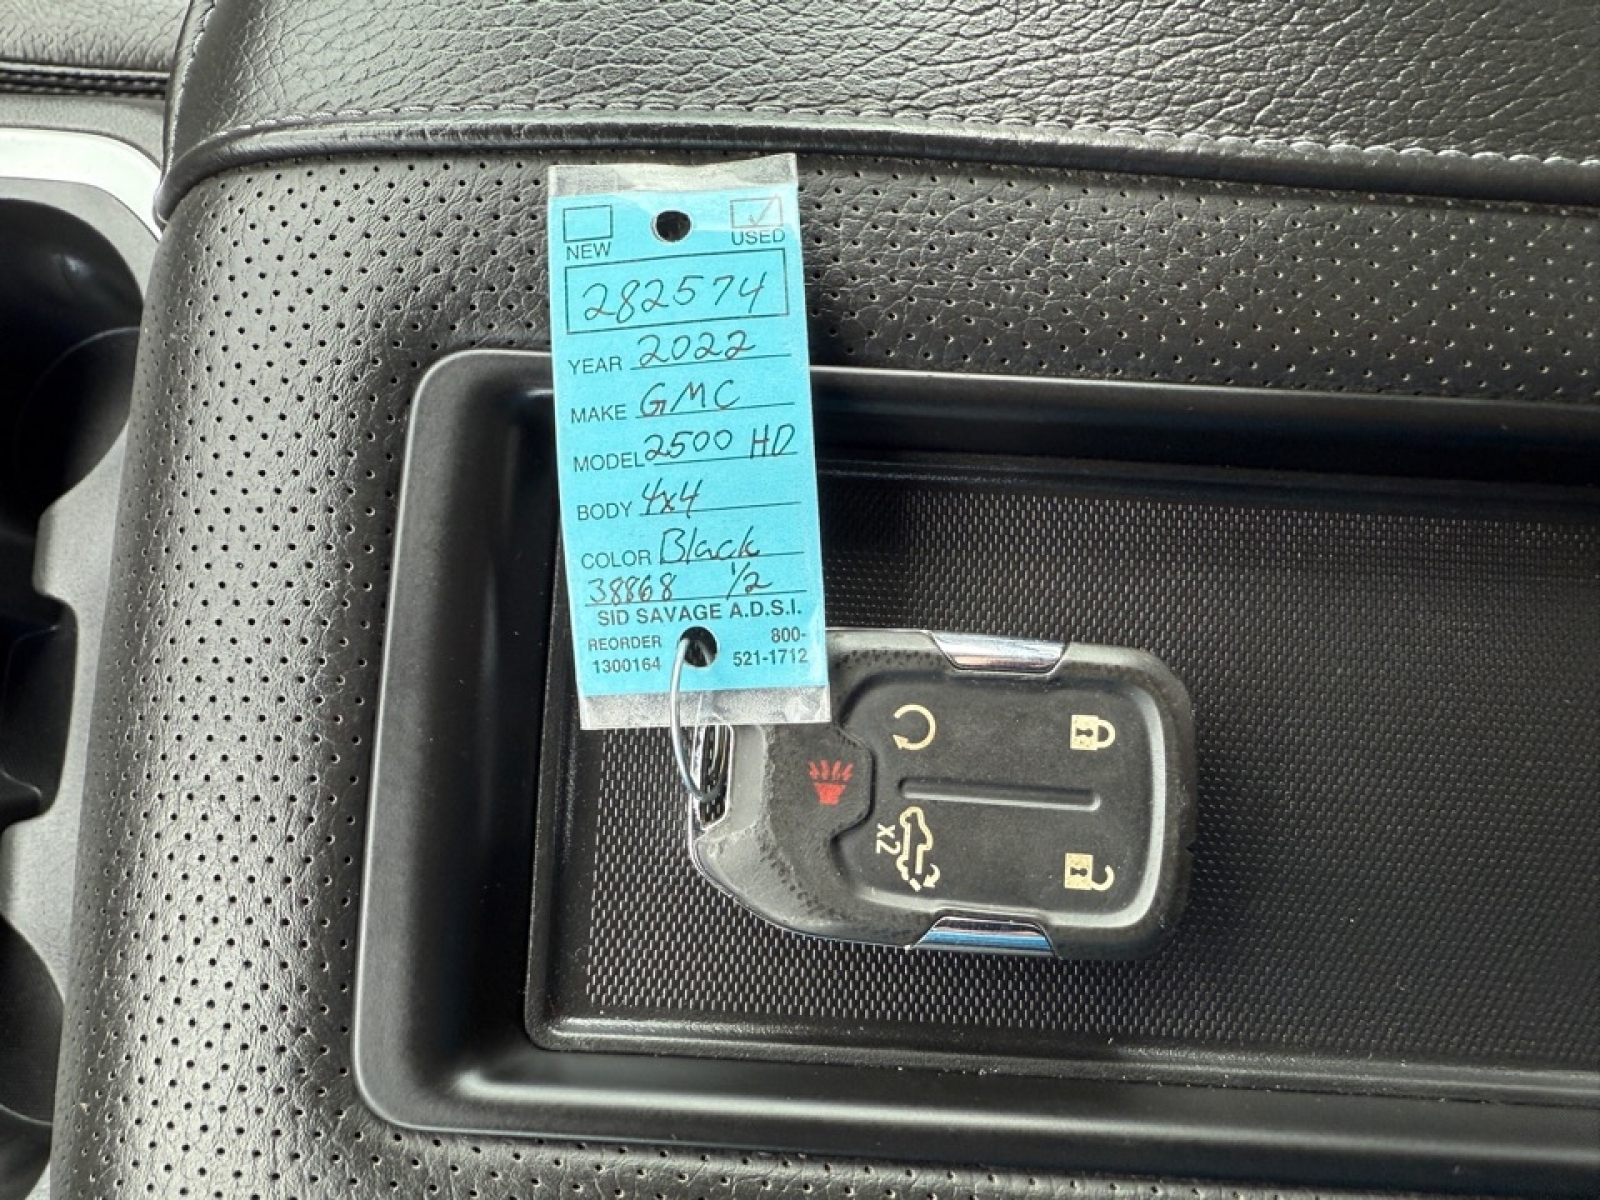 NEW USED
282574
YEAR 2022
MAKE GMC
MODEL 2500 HD
BODY 4x4
COLOR Black
38868 1/2
SID SAVAGE A.D.S.I.
REORDER 800-
1300164 521-1712
X2